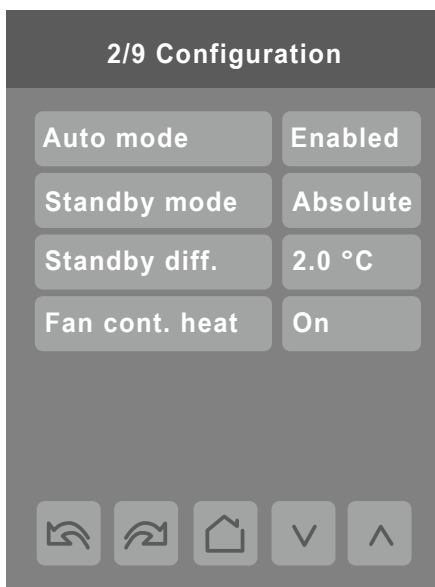 2/9 Configuration
Auto mode Enabled
Standby mode Absolute
Standby diff. 2.0 °C
Fan cont. heat On